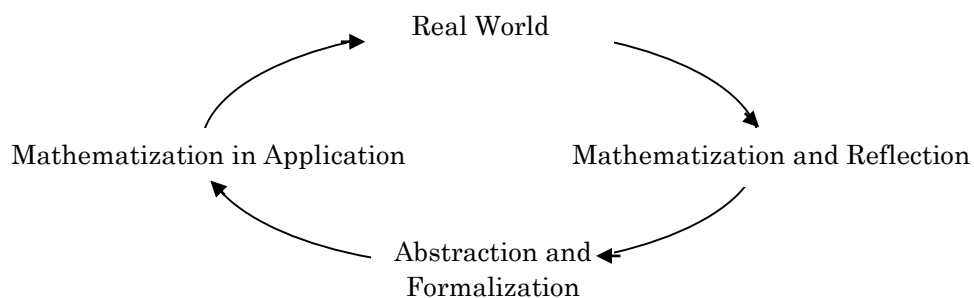 Real World
Mathematization in Application
Mathematization and Reflection
Abstraction and
Formalization